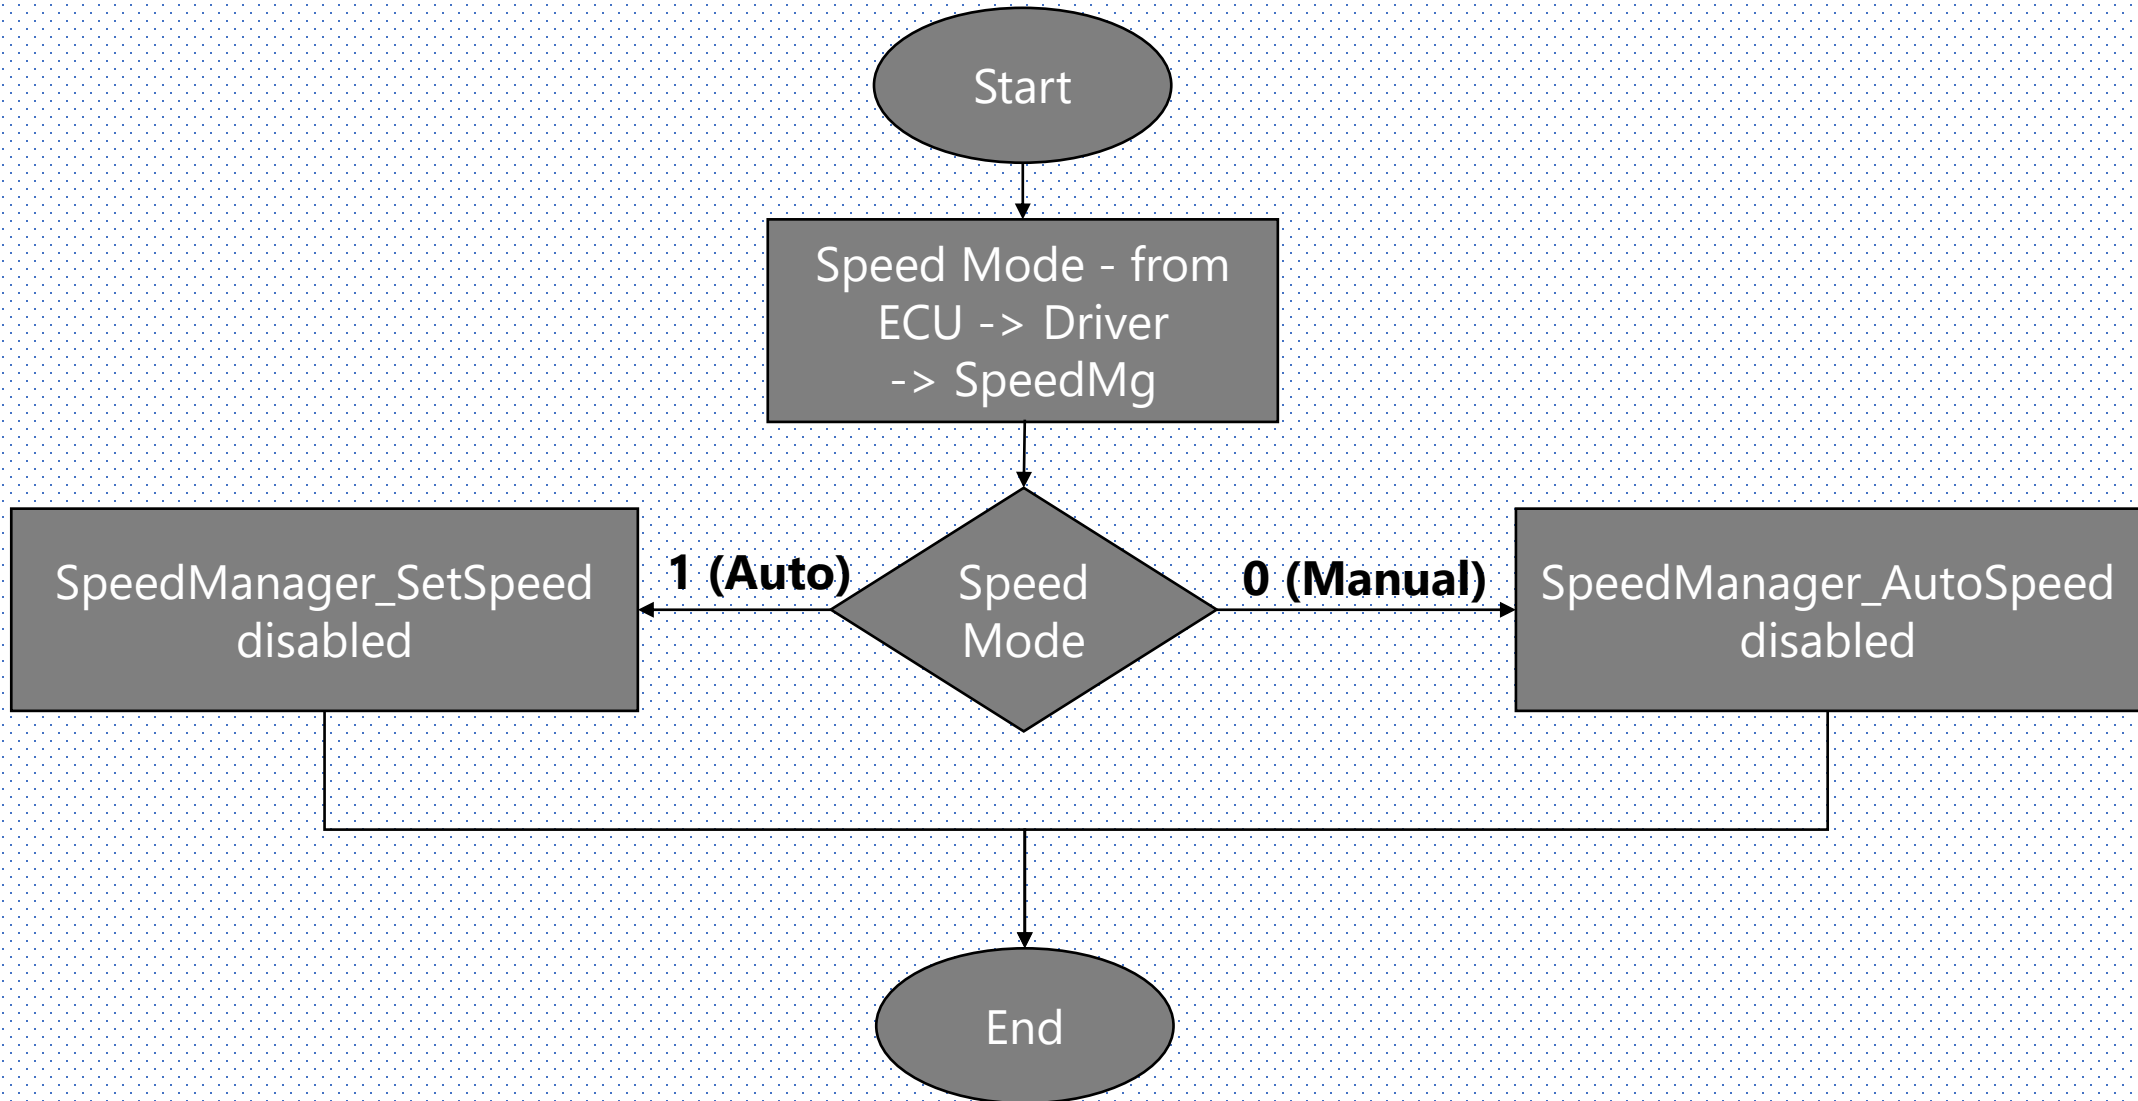 Start
Speed Mode - from
ECU -> Driver
-> SpeedMg
1 (Auto)
0 (Manual)
SpeedManager_SetSpeed
disabled
Speed
Mode
SpeedManager_AutoSpeed
disabled
End